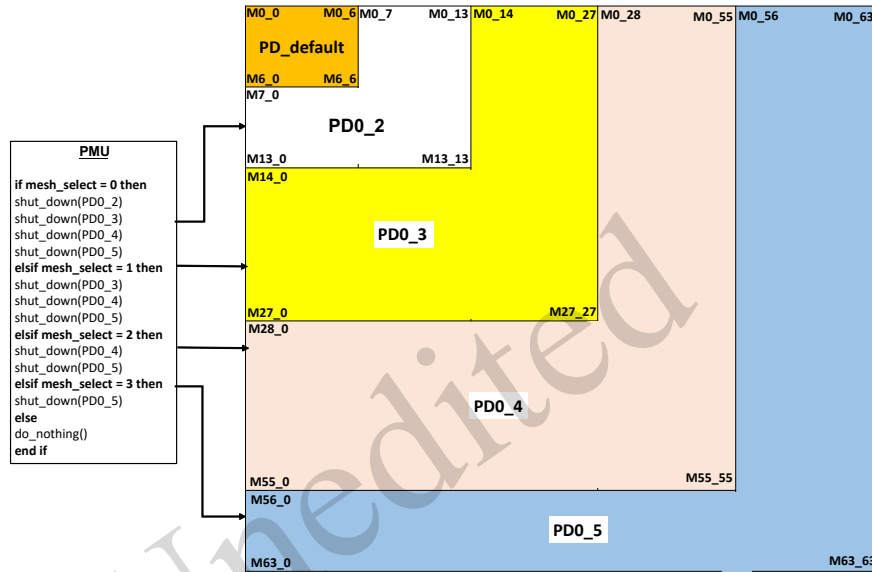 M0_0 M0_6 M0_7 M0_13 M0_14 M0_27 M0_28 M0_55 M0_56 M0_63
PD_default
M6_0 M6_6
M7_0
PD0_2
M13_0 M13_13
M14_0
PD0_3
M27_0 M27_27
M28_0
PD0_4
M55_0 M55_55
M56_0
PD0_5
M63_0 M63_63
PMU
if mesh_select = 0 then
shut_down(PD0_2)
shut_down(PD0_3)
shut_down(PD0_4)
shut_down(PD0_5)
elsif mesh_select = 1 then
shut_down(PD0_3)
shut_down(PD0_4)
shut_down(PD0_5)
elsif mesh_select = 2 then
shut_down(PD0_4)
shut_down(PD0_5)
elsif mesh_select = 3 then
shut_down(PD0_5)
else
do_nothing()
end if
Unedited